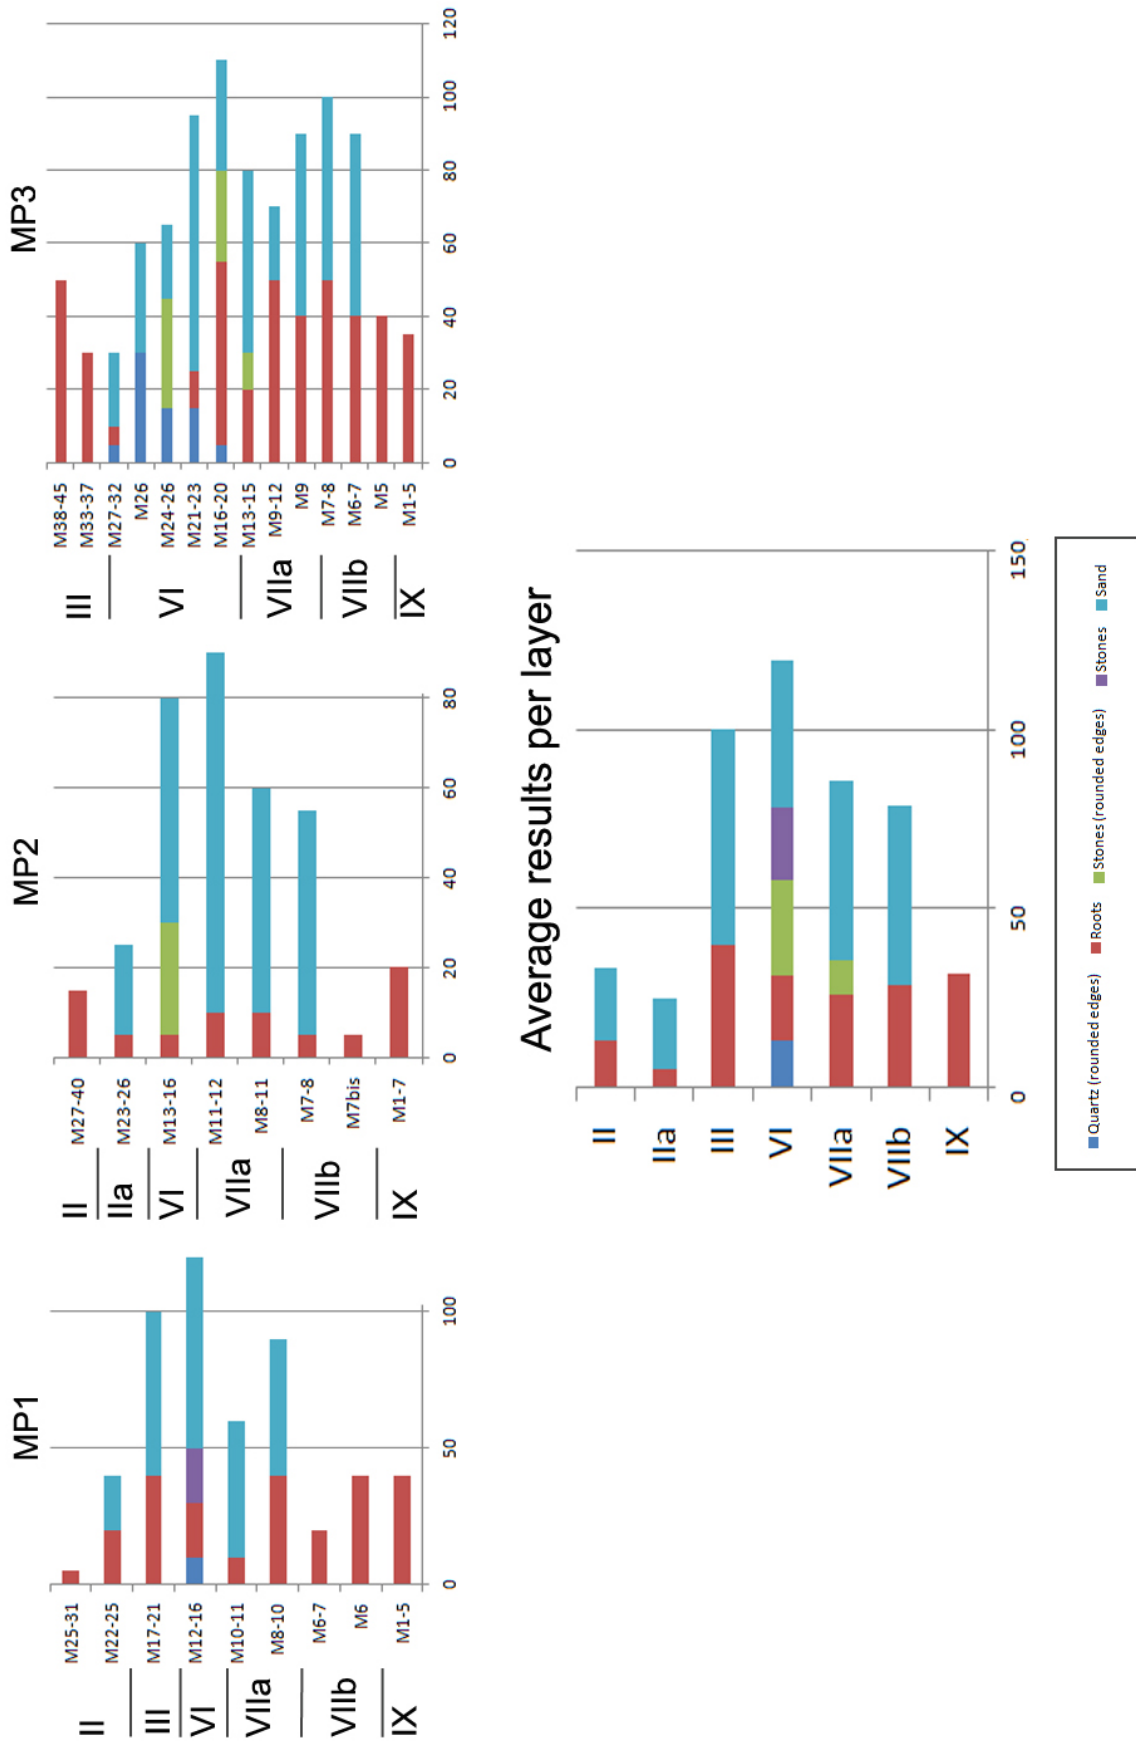 MP1
M25-31
M22-25
M17-21
M12-16
M10-11
M8-10
M6-7
M6
M1-5
II
III
VI
VIIa
VIIb
IX
0 50 100
MP2
M27-40
M23-26
M13-16
M11-12
M8-11
M7-8
M7bis
M1-7
II
IIa
VI
VIIa
VIIb
IX
0 20 40 60 80
MP3
M38-45
M33-37
M27-32
M26
M24-26
M21-23
M16-20
M13-15
M9-12
M9
M7-8
M6-7
M5
M1-5
III
VI
VIIa
VIIb
IX
0 20 40 60 80 100 120
Average results per layer
II
IIa
III
VI
VIIa
VIIb
IX
0 50 100 150
Quartz (rounded edges) Roots Stones (rounded edges) Stones Sand